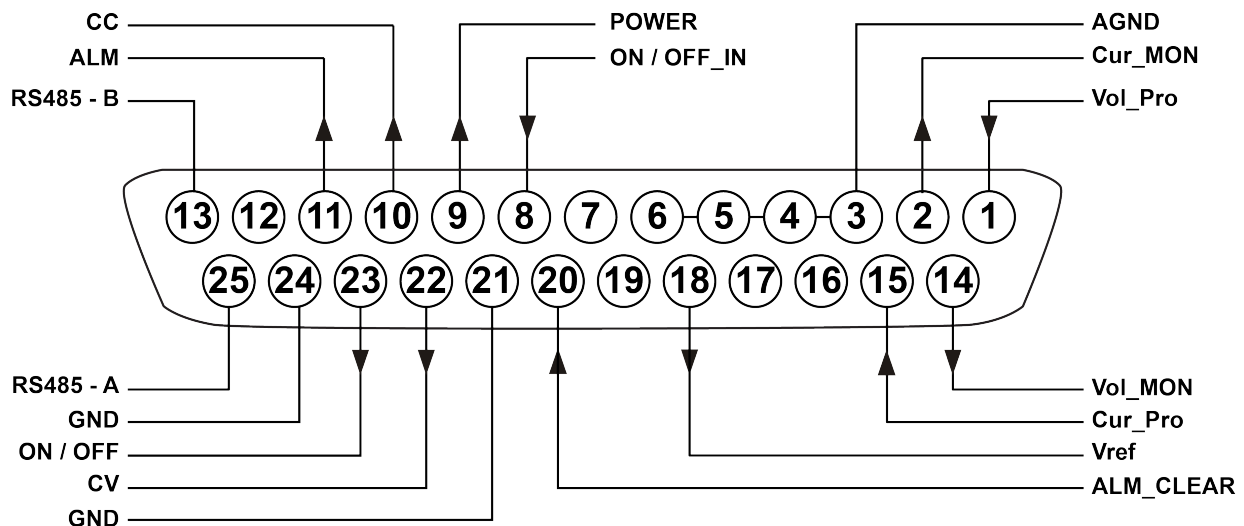 CC
POWER
AGND
ALM
ON / OFF_IN
Cur_MON
RS485 - B
Vol_Pro
13 12 11 10 9 8 7 6 5 4 3 2 1
25 24 23 22 21 20 19 18 17 16 15 14
RS485 - A
Vol_MON
GND
Cur_Pro
ON / OFF
Vref
CV
ALM_CLEAR
GND